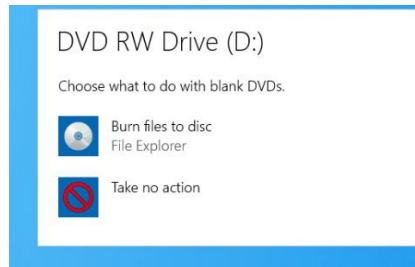 DVD RW Drive (D:)
Choose what to do with blank DVDs.
Burn files to disc
File Explorer
Take no action